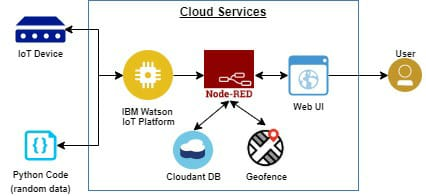 Cloud Services
IoT Device
IBM Watson
IoT Platform
Node-RED
Web UI
User
Python Code
(random data)
Cloudant DB
Geofence